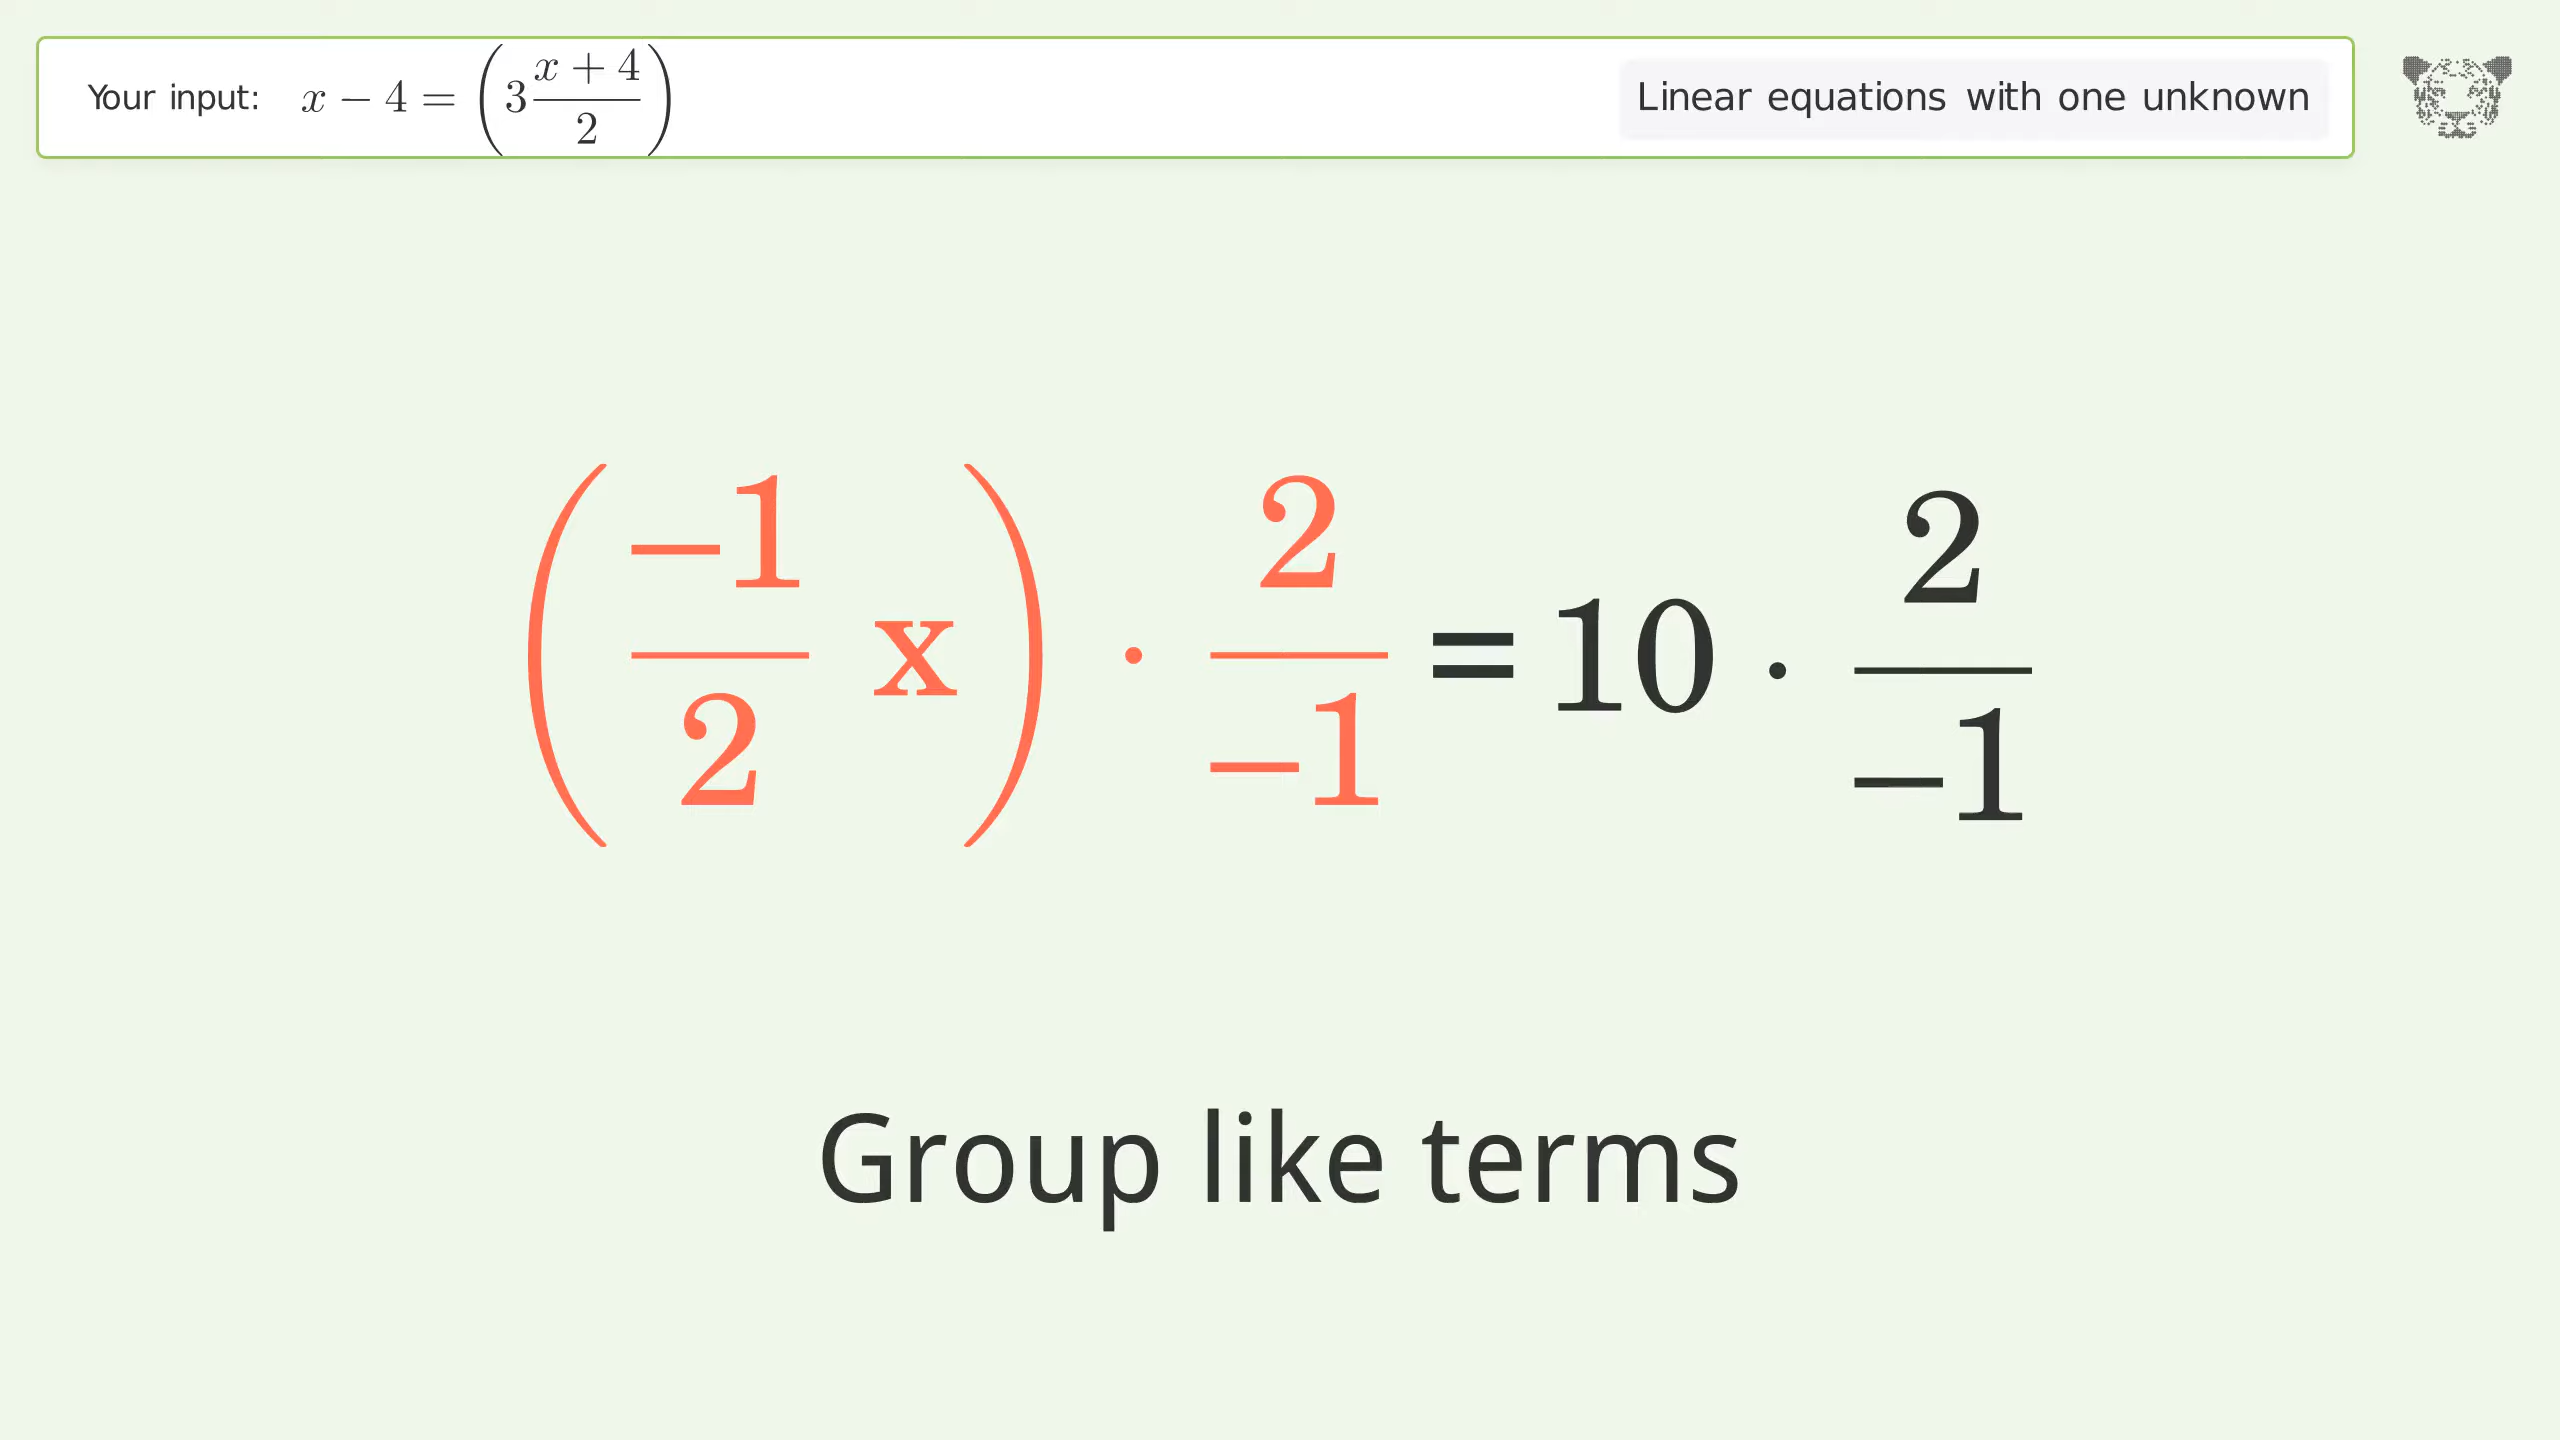 Your input: x − 4 = (3 (x + 4)/2)
Linear equations with one unknown
(−1/2 x) · 2/−1 = 10 · 2/−1
Group like terms